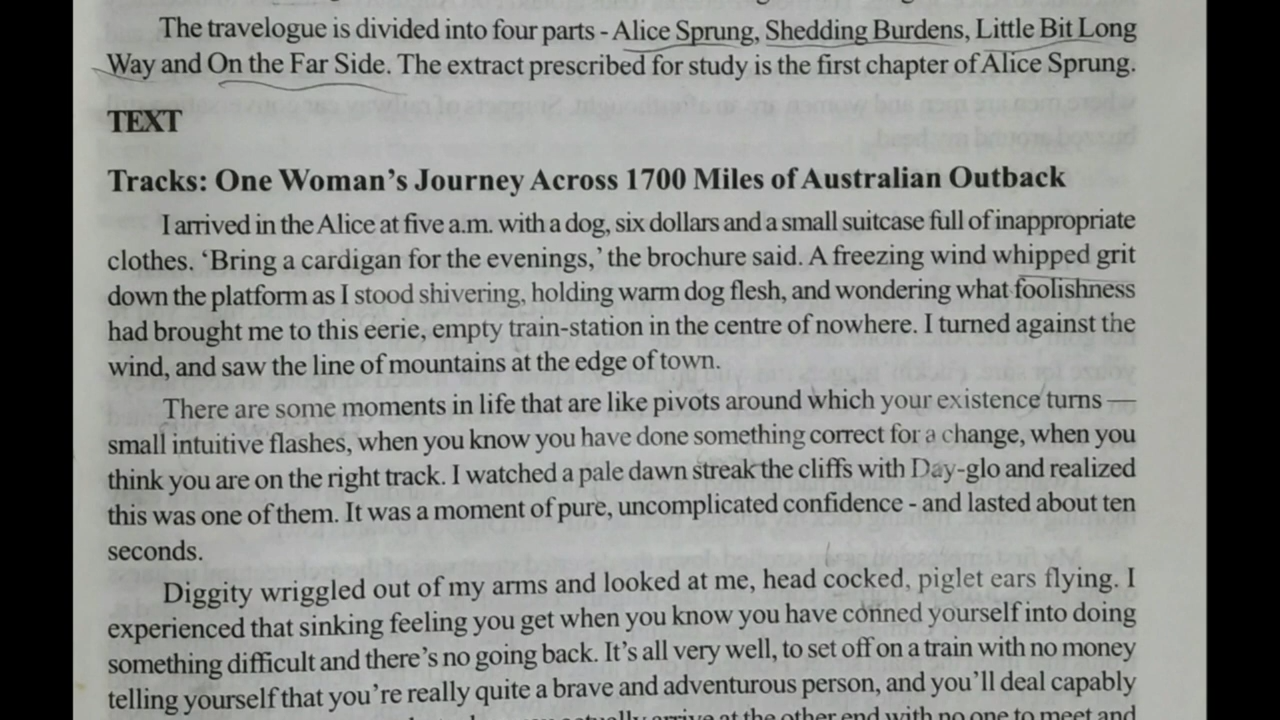 The travelogue is divided into four parts - Alice Sprung, Shedding Burdens, Little Bit Long
Way and On the Far Side. The extract prescribed for study is the first chapter of Alice Sprung.
TEXT
Tracks: One Woman's Journey Across 1700 Miles of Australian Outback
I arrived in the Alice at five a.m. with a dog, six dollars and a small suitcase full of inappropriate
clothes. ‘Bring a cardigan for the evenings,’ the brochure said. A freezing wind whipped grit
down the platform as I stood shivering, holding warm dog flesh, and wondering what foolishness
had brought me to this eerie, empty train-station in the centre of nowhere. I turned against the
wind, and saw the line of mountains at the edge of town.
There are some moments in life that are like pivots around which your existence turns —
small intuitive flashes, when you know you have done something correct for a change, when you
think you are on the right track. I watched a pale dawn streak the cliffs with Day-glo and realized
this was one of them. It was a moment of pure, uncomplicated confidence - and lasted about ten
seconds.
Diggity wriggled out of my arms and looked at me, head cocked, piglet ears flying. I
experienced that sinking feeling you get when you know you have conned yourself into doing
something difficult and there's no going back. It's all very well, to set off on a train with no money
telling yourself that you're really quite a brave and adventurous person, and you'll deal capably
actually arrive at the other end with no one to meet and